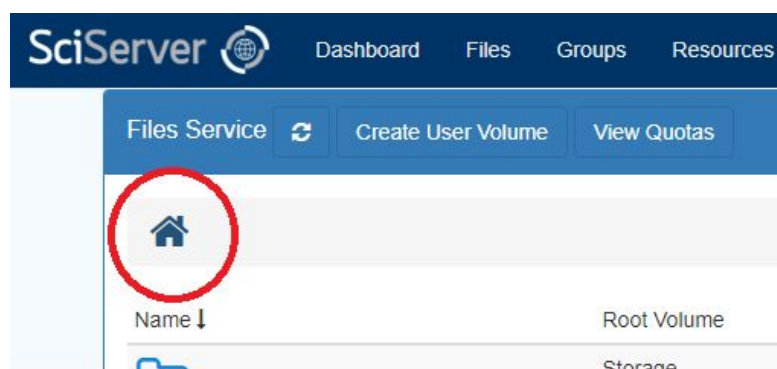 SciServer Dashboard Files Groups Resources
Files Service Create User Volume View Quotas
Name Root Volume
Storage